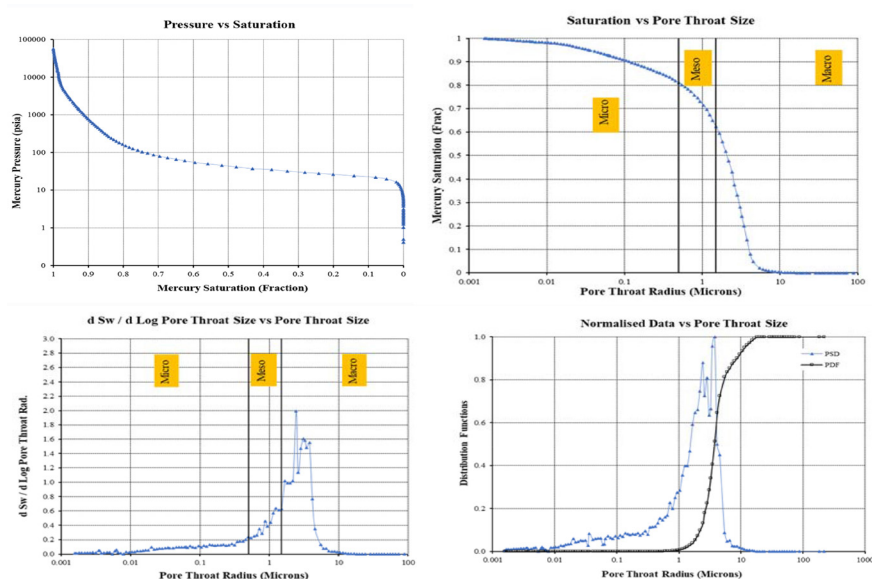 Pressure vs Saturation
100000
10000
1000
100
10
1
0
1 0.9 0.8 0.7 0.6 0.5 0.4 0.3 0.2 0.1 0
Mercury Pressure (psia)
Mercury Saturation (Fraction)
Saturation vs Pore Throat Size
1
0.9
0.8
0.7
0.6
0.5
0.4
0.3
0.2
0.1
0
0.001 0.01 0.1 1 10 100
Mercury Saturation (Frac)
Pore Throat Radius (Microns)
Micro
Meso
Macro
d Sw / d Log Pore Throat Size vs Pore Throat Size
3.0
2.8
2.6
2.4
2.2
2.0
1.8
1.6
1.4
1.2
1.0
0.8
0.6
0.4
0.2
0.0
0.001 0.01 0.1 1 10 100
d Sw / d Log Pore Throat Rad.
Pore Throat Radius (Microns)
Micro
Meso
Macro
Normalised Data vs Pore Throat Size
1.0
0.8
0.6
0.4
0.2
0.0
0.001 0.01 0.1 1 10 100 1000
Distribution Functions
Pore Throat Radius (Microns)
PSD
PDF